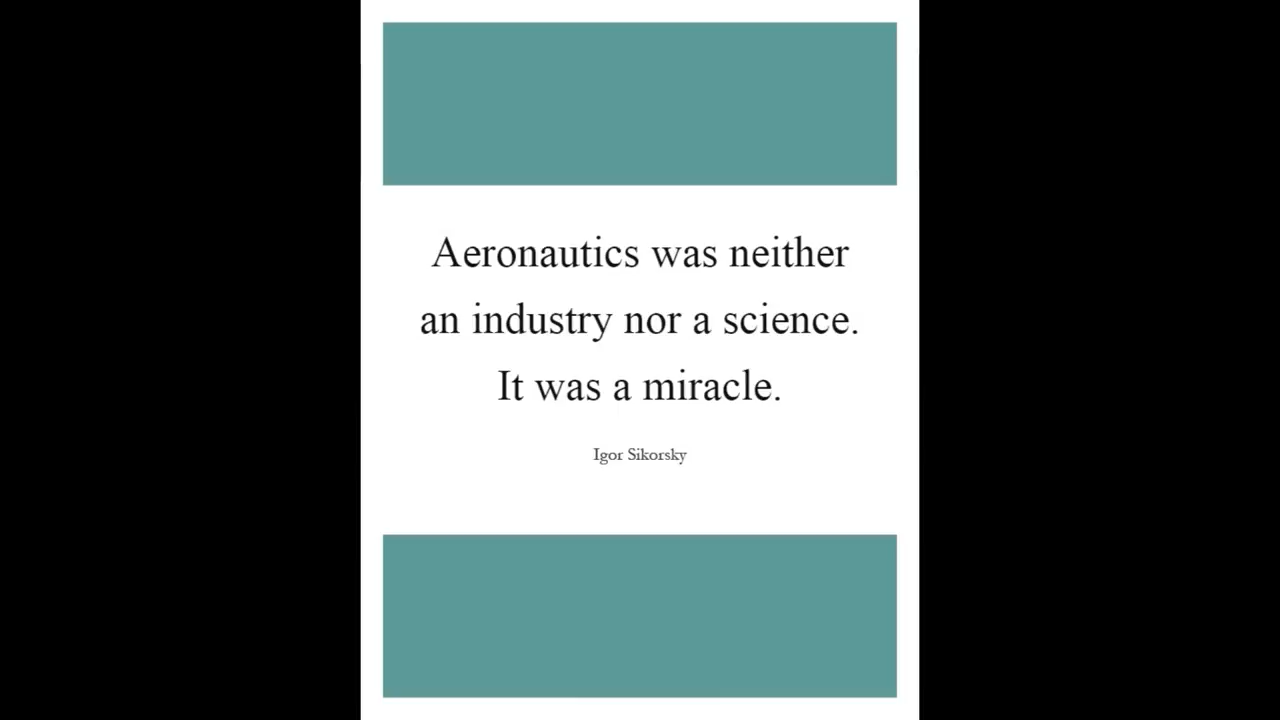 Aeronautics was neither
an industry nor a science.
It was a miracle.
Igor Sikorsky